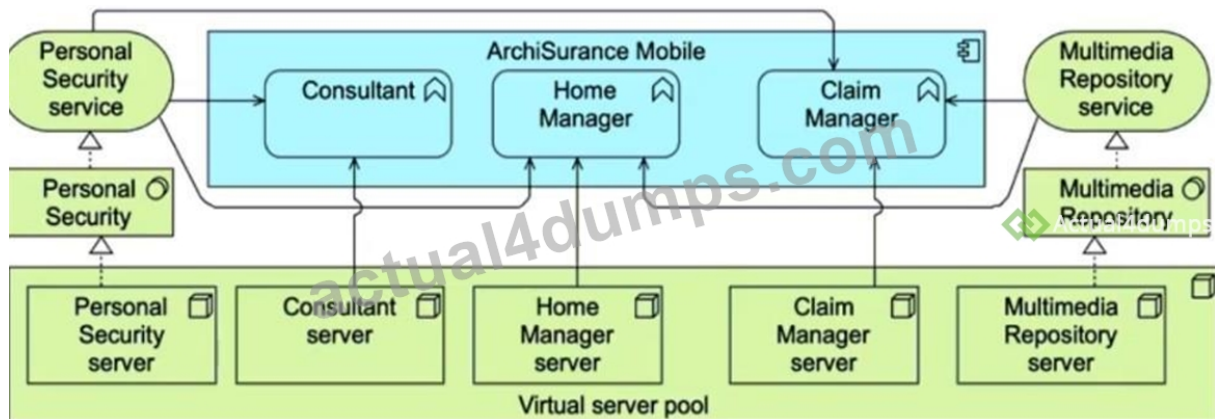 Personal
Security
service
ArchiSurance Mobile
Consultant
Home
Manager
Claim
Manager
Multimedia
Repository
service
Personal
Security
Multimedia
Repository
actual4dumps.com
Actual4dumps
Personal
Security
server
Consultant
server
Home
Manager
server
Claim
Manager
server
Multimedia
Repository
server
Virtual server pool